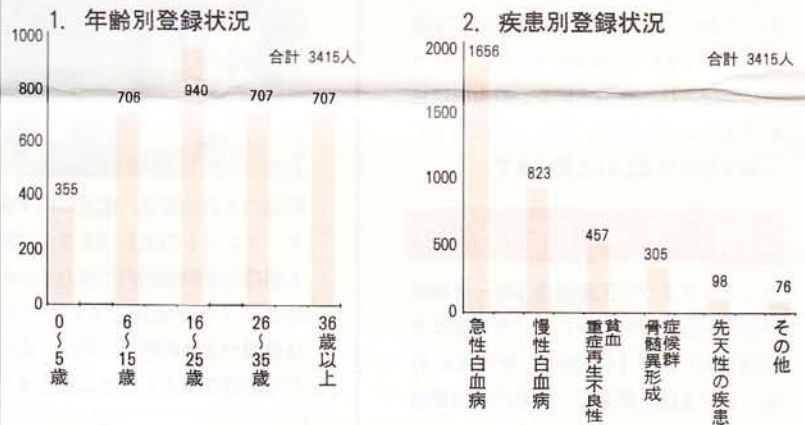 1. 年齢別登録状況
合計 3415人
1000
800
600
400
200
0
355
706
940
707
707
0〜5歳
6〜15歳
16〜25歳
26〜35歳
36歳以上
2. 疾患別登録状況
合計 3415人
2000
1500
1000
500
0
1656
823
457
305
98
76
急性白血病
慢性白血病
重症再生不良性
貧血
骨髄異形成
症候群
先天性の疾患
その他